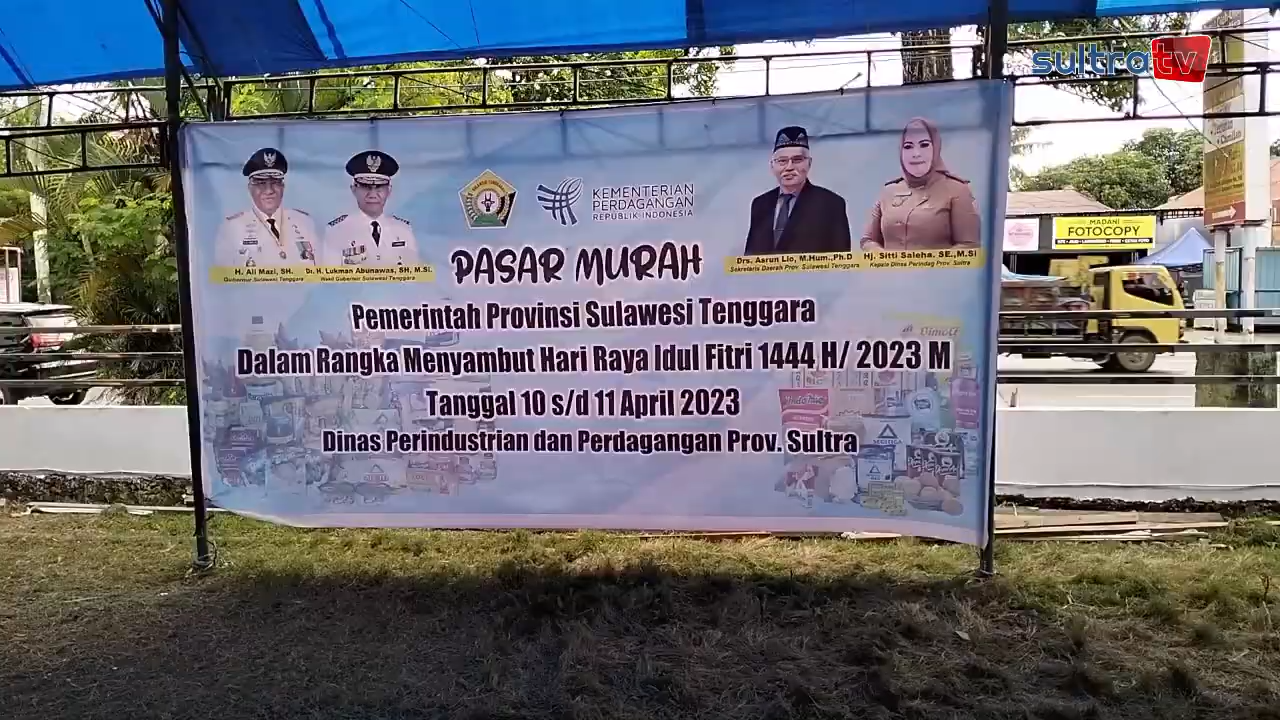 sultra tv
KEMENTERIAN
PERDAGANGAN
REPUBLIK INDONESIA
H. Ali Mazi, SH.
Gubernur Sulawesi Tenggara
Dr. H. Lukman Abunawas, SH, M.Si.
Wakil Gubernur Sulawesi Tenggara
Drs. Asrun Lio, M.Hum.,Ph.D
Sekretaris Daerah Prov. Sulawesi Tenggara
Hj. Sitti Saleha, SE.,M.Si
Kepala Dinas Perindag Prov. Sultra
PASAR MURAH
Pemerintah Provinsi Sulawesi Tenggara
Dalam Rangka Menyambut Hari Raya Idul Fitri 1444 H/ 2023 M
Tanggal 10 s/d 11 April 2023
Dinas Perindustrian dan Perdagangan Prov. Sultra
MADANI
FOTOCOPY
Bimoli